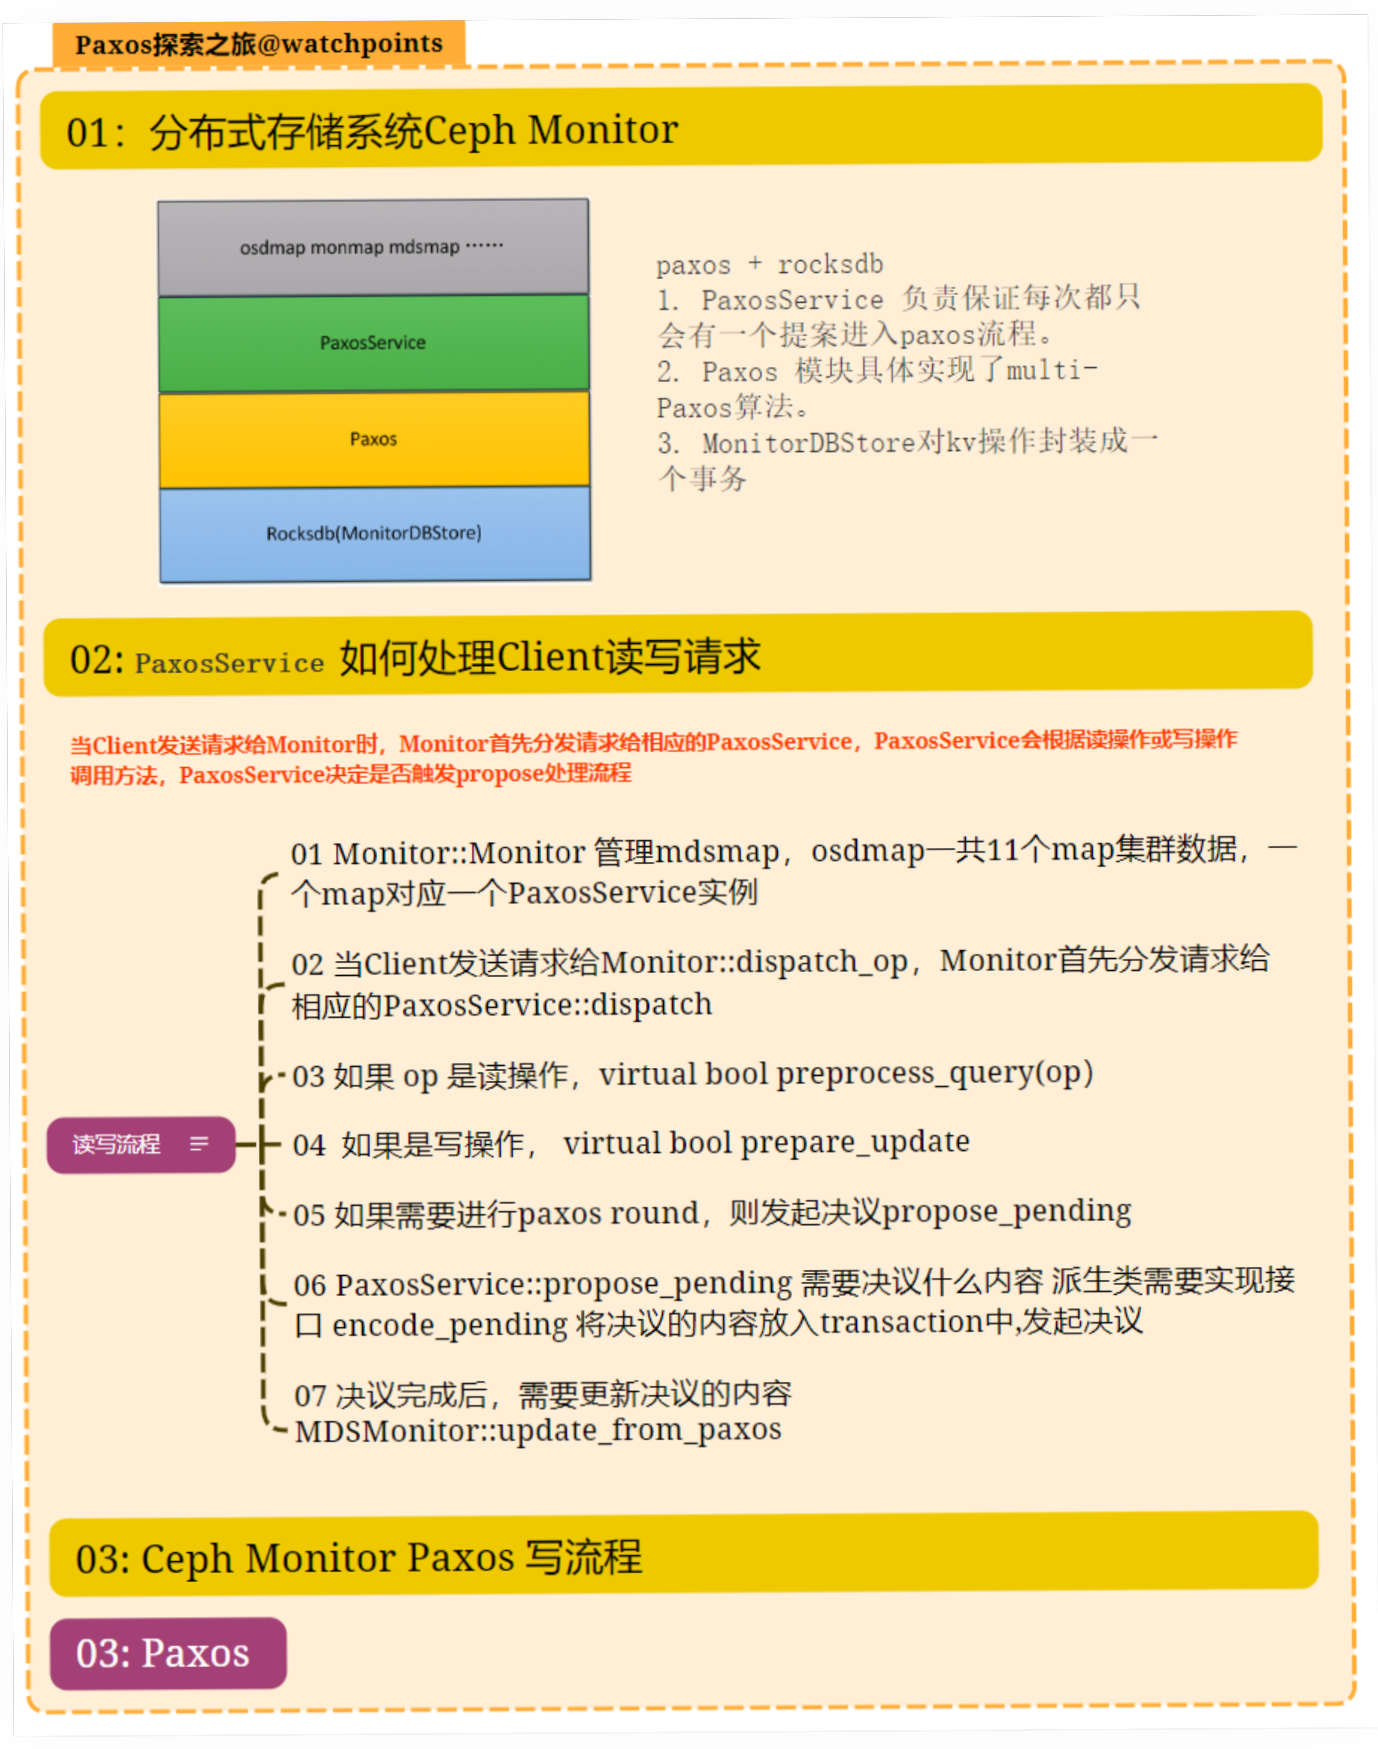 Paxos探索之旅@watchpoints
01：分布式存储系统Ceph Monitor
osdmap monmap mdsmap ……
PaxosService
Paxos
Rocksdb(MonitorDBStore)
paxos + rocksdb
1. PaxosService 负责保证每次都只
会有一个提案进入paxos流程。
2. Paxos 模块具体实现了multi-
Paxos算法。
3. MonitorDBStore对kv操作封装成一
个事务
02: PaxosService 如何处理Client读写请求
当Client发送请求给Monitor时，Monitor首先分发请求给相应的PaxosService，PaxosService会根据读操作或写操作
调用方法，PaxosService决定是否触发propose处理流程
01 Monitor::Monitor 管理mdsmap，osdmap一共11个map集群数据，一
个map对应一个PaxosService实例
02 当Client发送请求给Monitor::dispatch_op，Monitor首先分发请求给
相应的PaxosService::dispatch
03 如果 op 是读操作，virtual bool preprocess_query(op）
04 如果是写操作， virtual bool prepare_update
读写流程
05 如果需要进行paxos round，则发起决议propose_pending
06 PaxosService::propose_pending 需要决议什么内容 派生类需要实现接
口 encode_pending 将决议的内容放入transaction中,发起决议
07 决议完成后，需要更新决议的内容
MDSMonitor::update_from_paxos
03: Ceph Monitor Paxos 写流程
03: Paxos